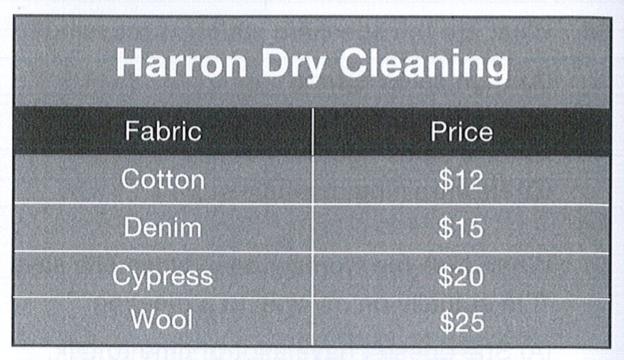 Harron Dry Cleaning
Fabric Price
Cotton $12
Denim $15
Cypress $20
Wool $25